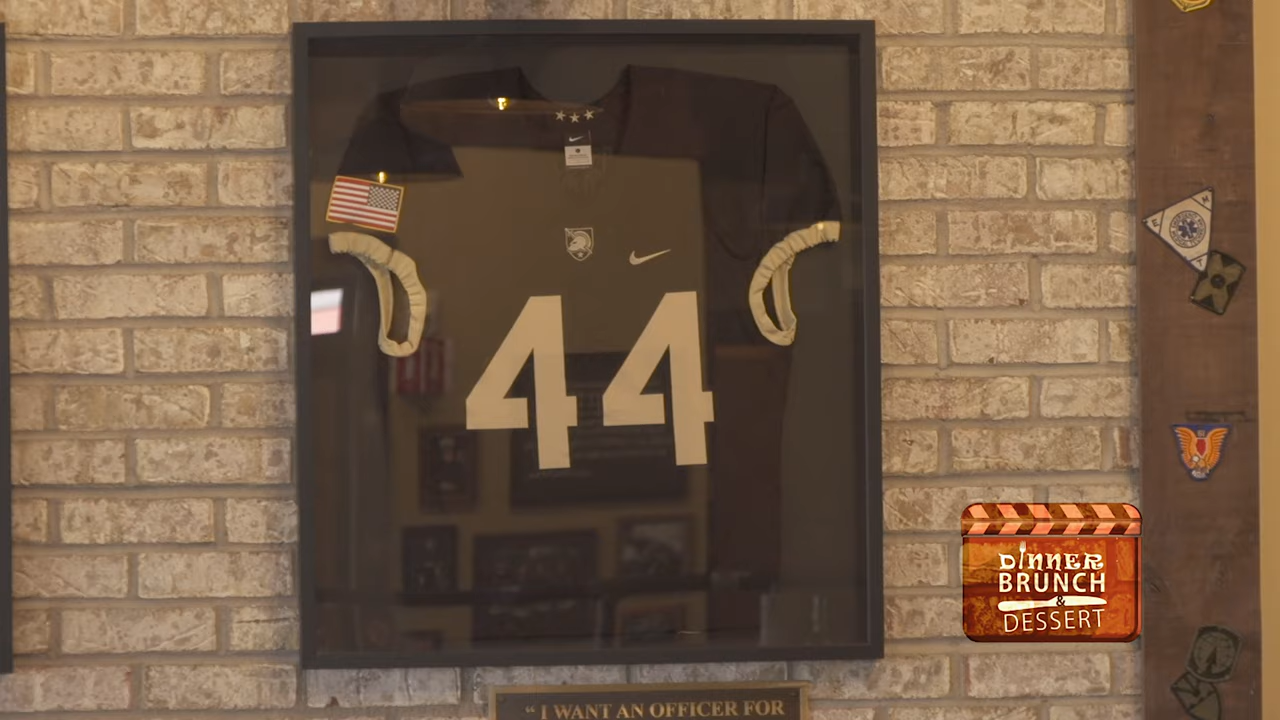 44
E M T
DINNER
BRUNCH
&
DESSERT
“ I WANT AN OFFICER FOR